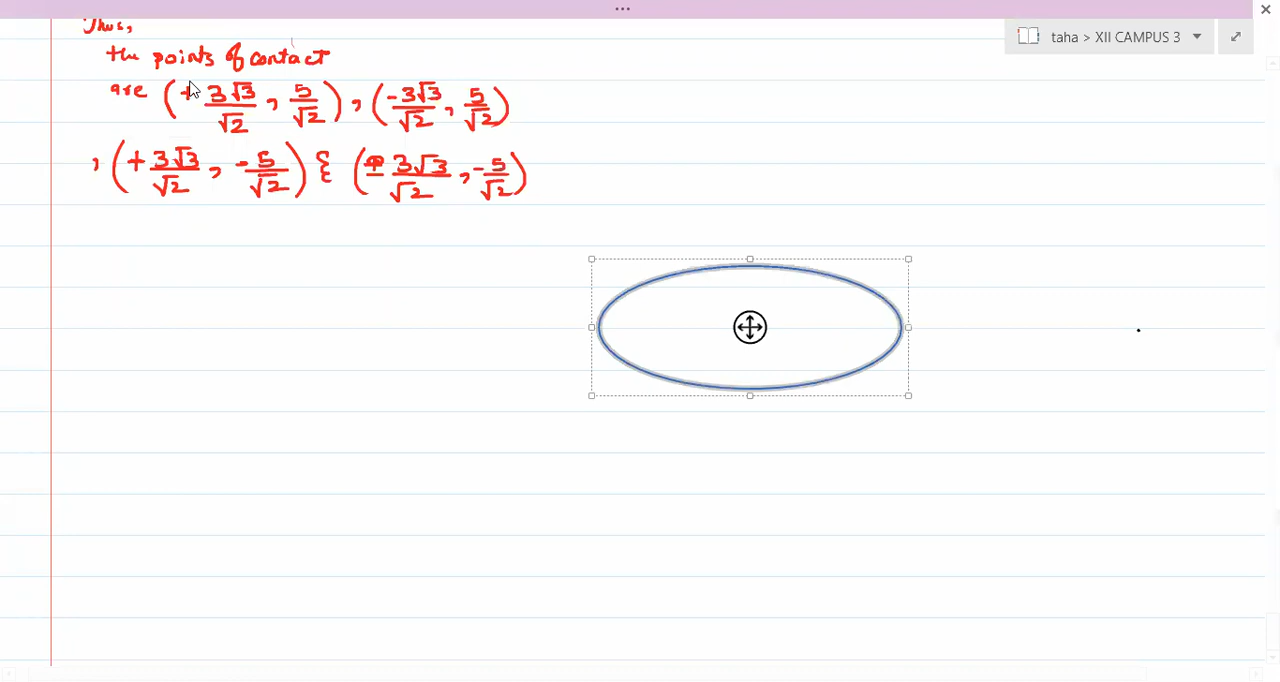 taha > XII CAMPUS 3
Thus,
the points of contact
are (+ 3√3/√2, 5/√2), (-3√3/√2, 5/√2)
, (+ 3√3/√2, -5/√2) & (- 3√3/√2, -5/√2)